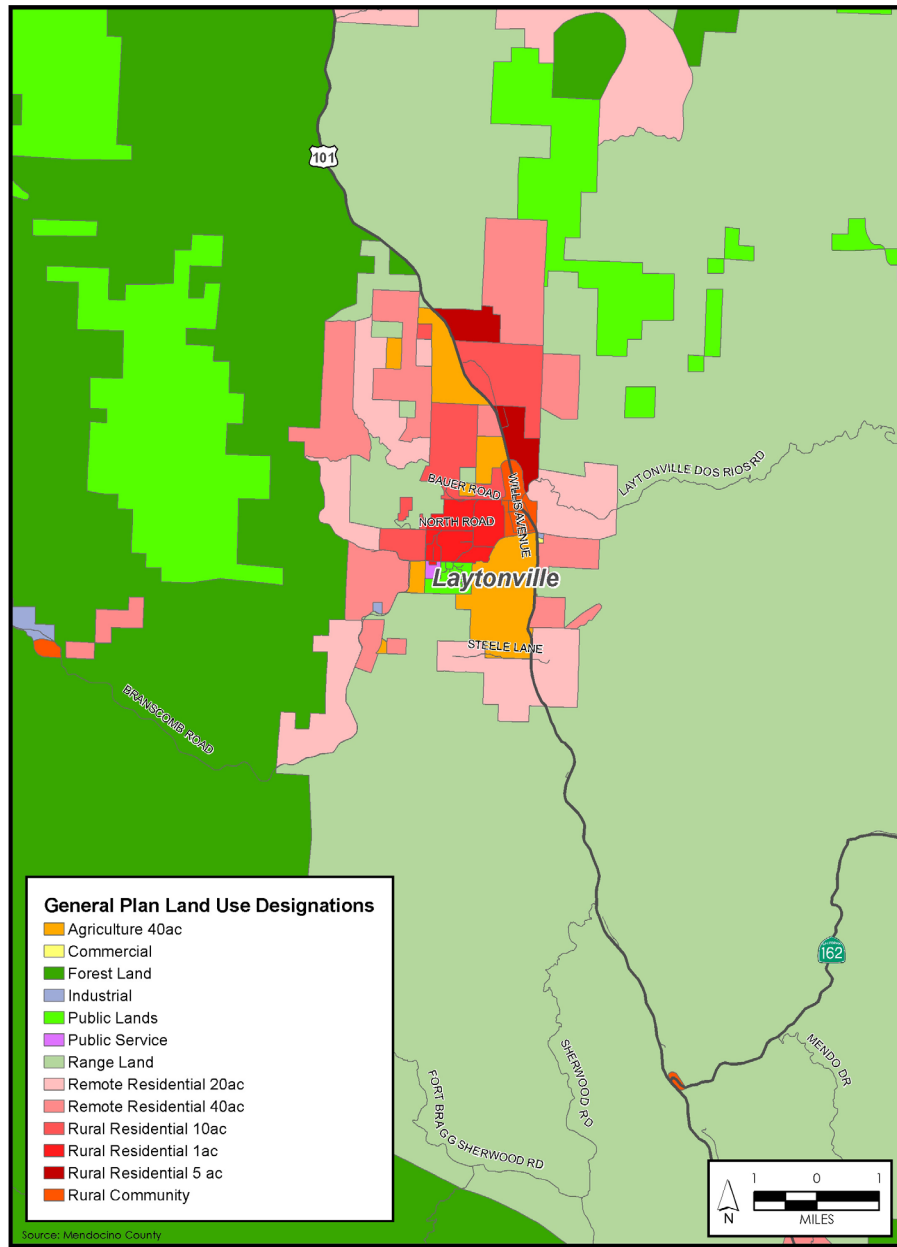 101
LAYTONVILLE DOS RIOS RD
BAUER ROAD
WILLIS AVENUE
NORTH ROAD
Laytonville
STEELE LANE
BRANSCOMB ROAD
General Plan Land Use Designations
Agriculture 40ac
Commercial
Forest Land
Industrial
Public Lands
Public Service
Range Land
Remote Residential 20ac
Remote Residential 40ac
Rural Residential 10ac
Rural Residential 1ac
Rural Residential 5 ac
Rural Community
162
SHERWOOD RD
MENDO DR
FORT BRAGG SHERWOOD RD
1 0 1
MILES
N
Source: Mendocino County